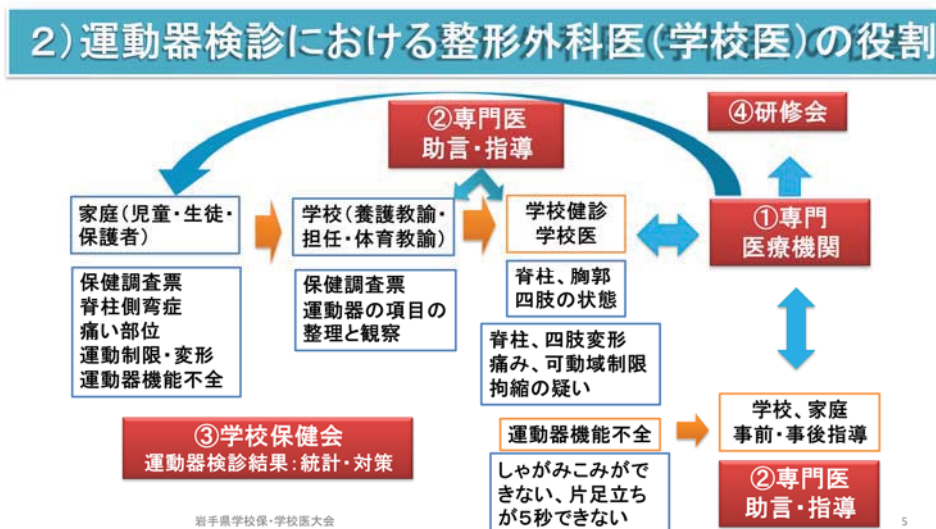 2)運動器検診における整形外科医(学校医)の役割
②専門医
助言・指導
④研修会
家庭(児童・生徒・
保護者)
学校(養護教諭・
担任・体育教諭)
学校健診
学校医
①専門
医療機関
保健調査票
脊柱側弯症
痛い部位
運動制限・変形
運動器機能不全
保健調査票
運動器の項目の
整理と観察
脊柱、胸郭
四肢の状態
脊柱、四肢変形
痛み、可動域制限
拘縮の疑い
運動器機能不全
学校、家庭
事前・事後指導
③学校保健会
運動器検診結果:統計・対策
しゃがみこみがで
きない、片足立ち
が5秒できない
②専門医
助言・指導
岩手県学校保・学校医大会
5